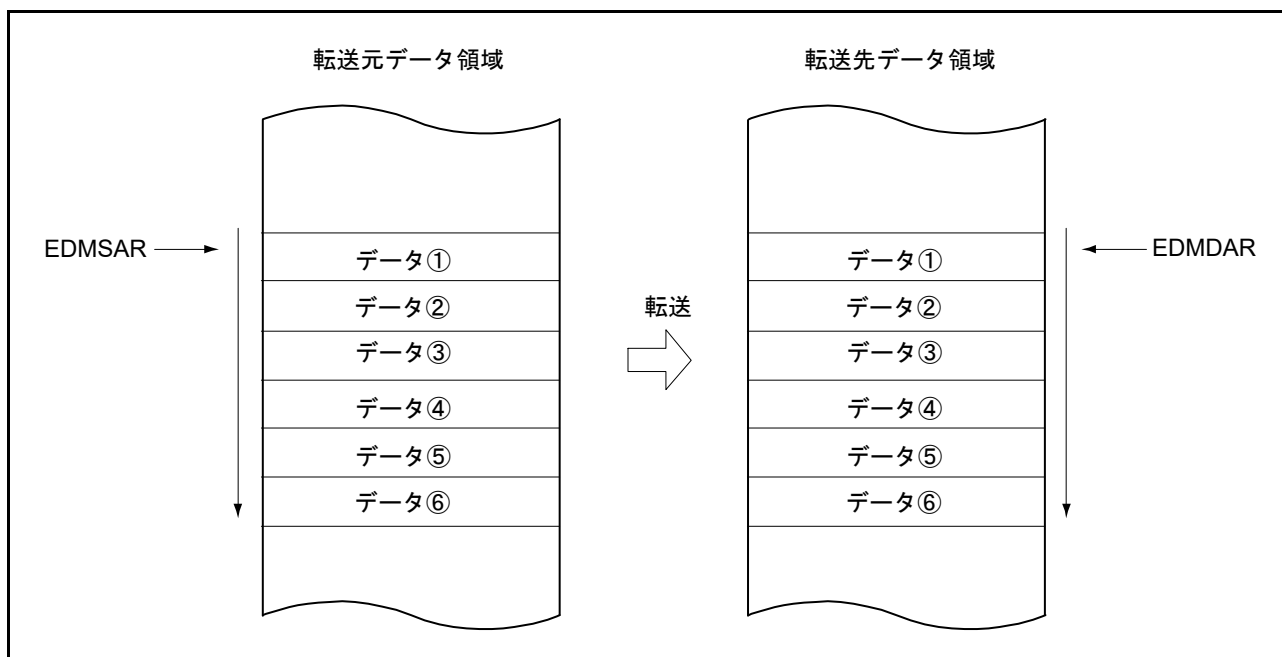 転送元データ領域
転送先データ領域
EDMSAR
EDMDAR
データ①
データ②
データ③
データ④
データ⑤
データ⑥
転送
データ①
データ②
データ③
データ④
データ⑤
データ⑥